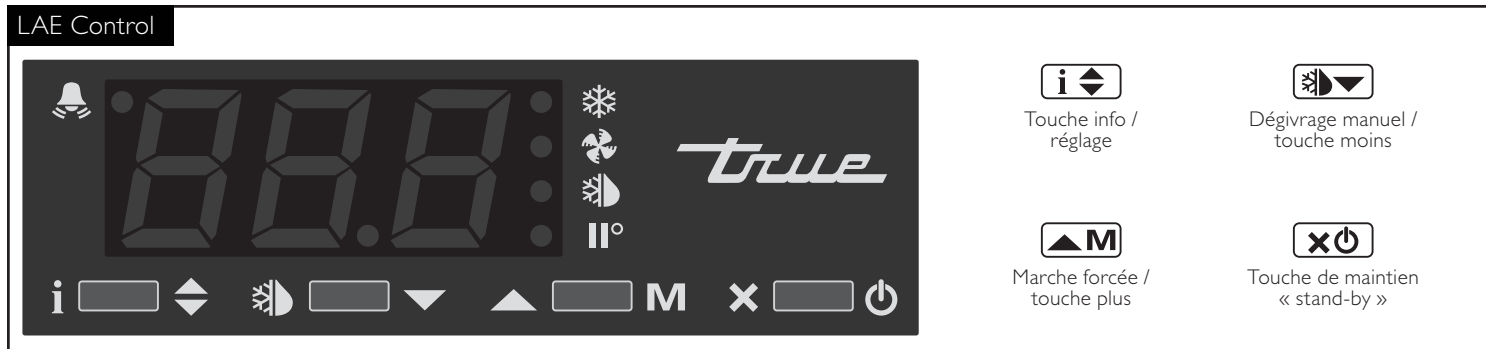 LAE Control
true
i
M
i
Touche info /
réglage
Dégivrage manuel /
touche moins
M
Marche forcée /
touche plus
Touche de maintien
« stand-by »